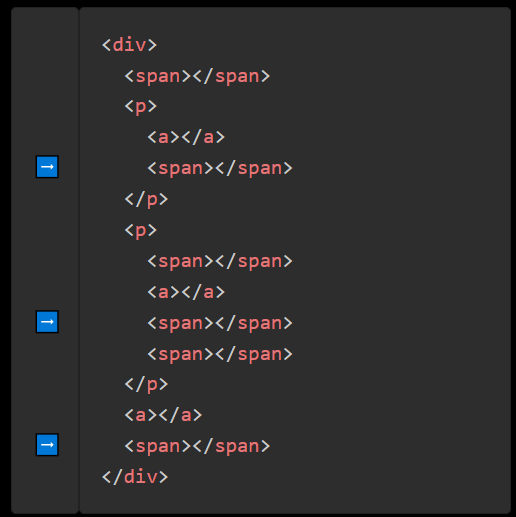 <div>
<span></span>
<p>
<a></a>
→ <span></span>
</p>
<p>
<span></span>
<a></a>
→ <span></span>
<span></span>
</p>
<a></a>
→ <span></span>
</div>